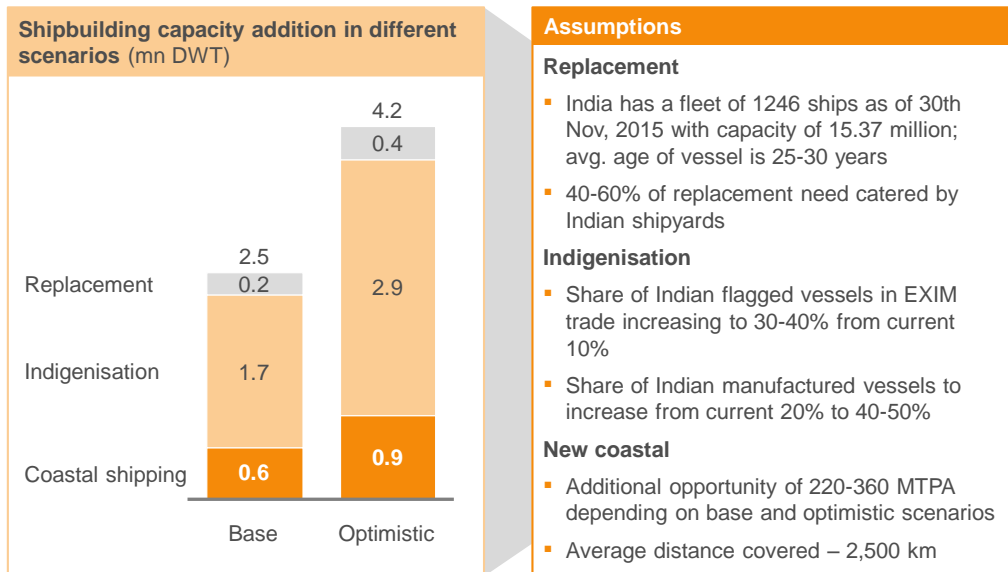 Shipbuilding capacity addition in different
scenarios (mn DWT)
4.2
0.4
2.5
Replacement
0.2
2.9
Indigenisation
1.7
Coastal shipping
0.6
0.9
Base
Optimistic
Assumptions
Replacement
▪ India has a fleet of 1246 ships as of 30th
Nov, 2015 with capacity of 15.37 million;
avg. age of vessel is 25-30 years
▪ 40-60% of replacement need catered by
Indian shipyards
Indigenisation
▪ Share of Indian flagged vessels in EXIM
trade increasing to 30-40% from current
10%
▪ Share of Indian manufactured vessels to
increase from current 20% to 40-50%
New coastal
▪ Additional opportunity of 220-360 MTPA
depending on base and optimistic scenarios
▪ Average distance covered – 2,500 km